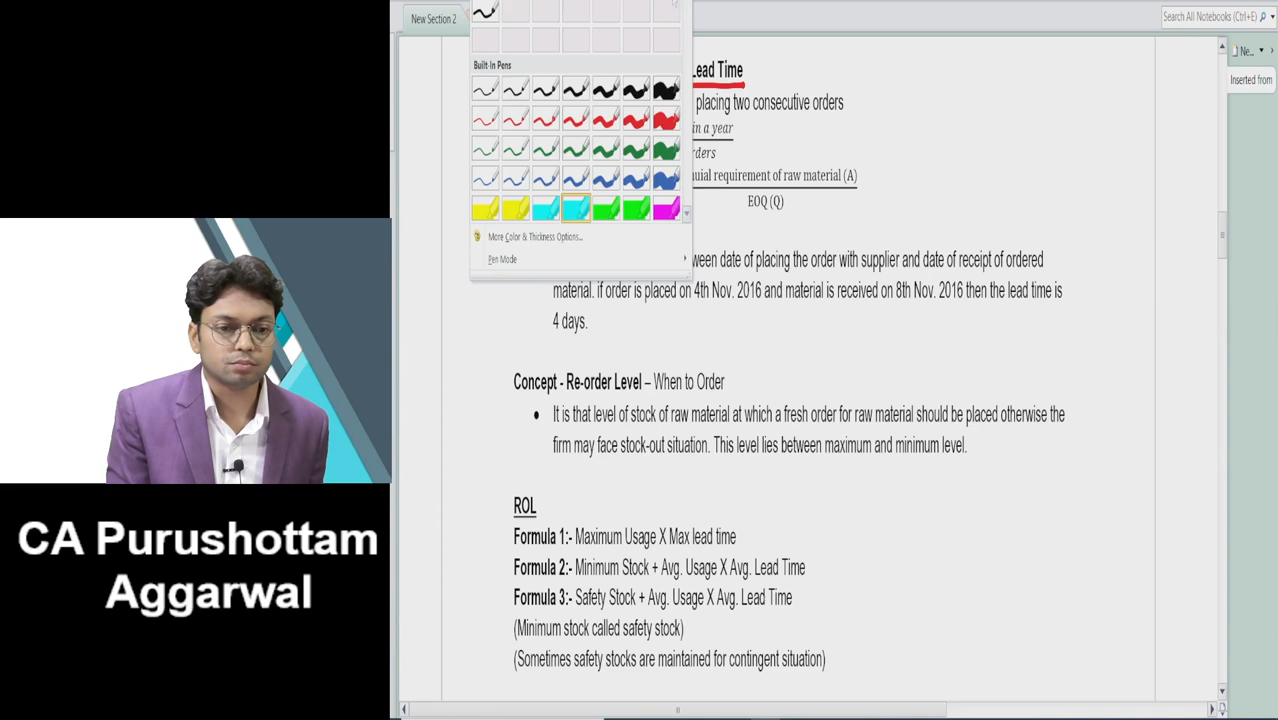 New Section 2
Search All Notebooks (Ctrl+E)
Built-In Pens
Ne...
Inserted from
Lead Time
placing two consecutive orders
in a year
rders
nuial requirement of raw material (A)
EOQ (Q)
More Color & Thickness Options...
Pen Mode
ween date of placing the order with supplier and date of receipt of ordered
material. if order is placed on 4th Nov. 2016 and material is received on 8th Nov. 2016 then the lead time is
4 days.
Concept - Re-order Level – When to Order
• It is that level of stock of raw material at which a fresh order for raw material should be placed otherwise the
firm may face stock-out situation. This level lies between maximum and minimum level.
ROL
Formula 1:- Maximum Usage X Max lead time
Formula 2:- Minimum Stock + Avg. Usage X Avg. Lead Time
Formula 3:- Safety Stock + Avg. Usage X Avg. Lead Time
(Minimum stock called safety stock)
(Sometimes safety stocks are maintained for contingent situation)
CA Purushottam
Aggarwal